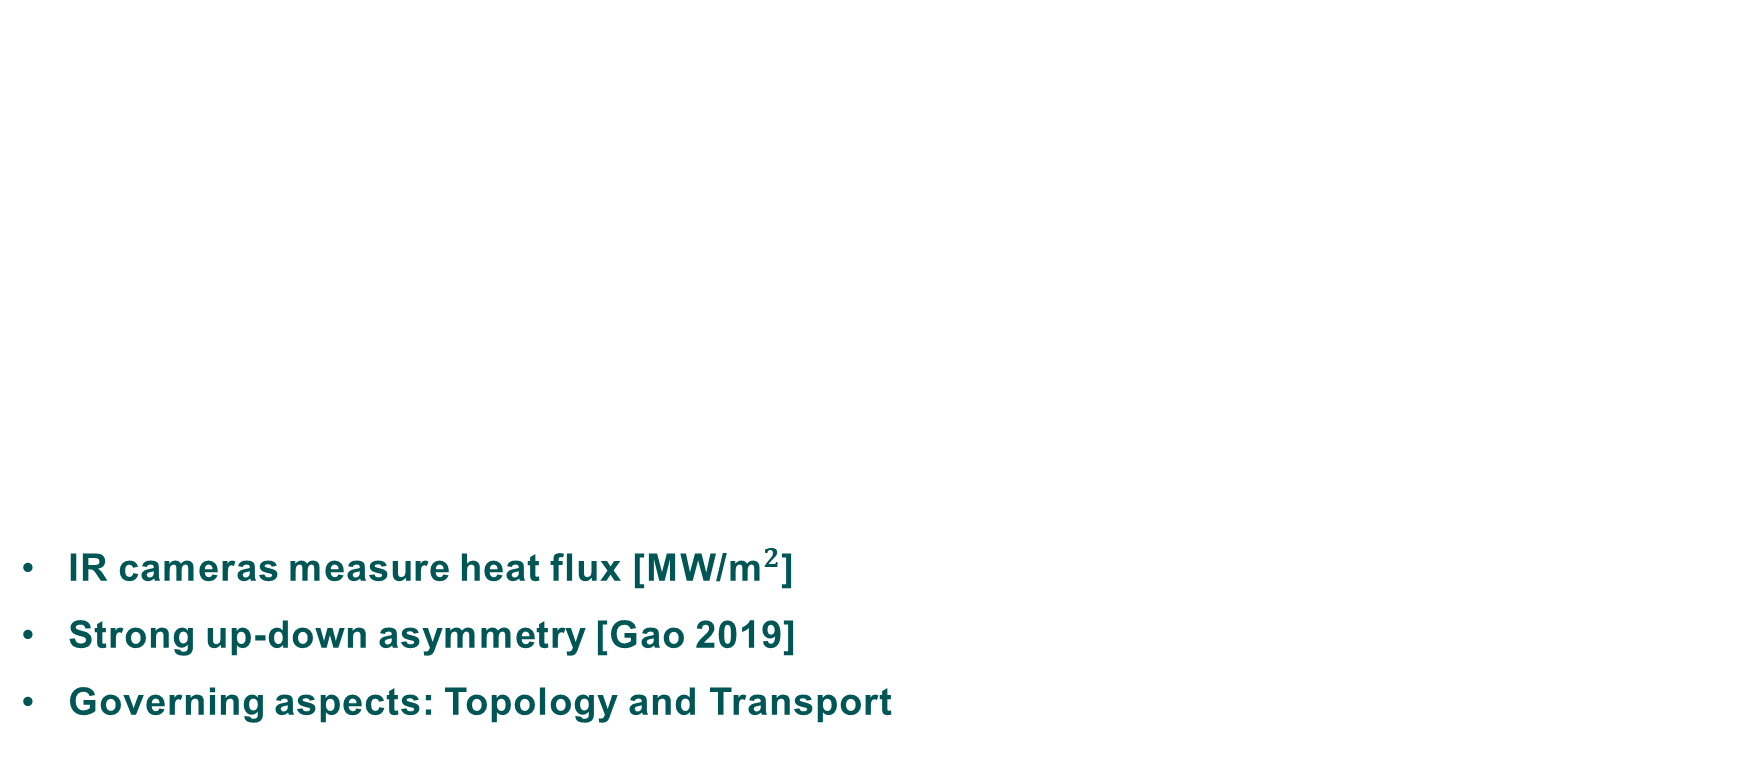 • IR cameras measure heat flux [MW/m²]
• Strong up-down asymmetry [Gao 2019]
• Governing aspects: Topology and Transport